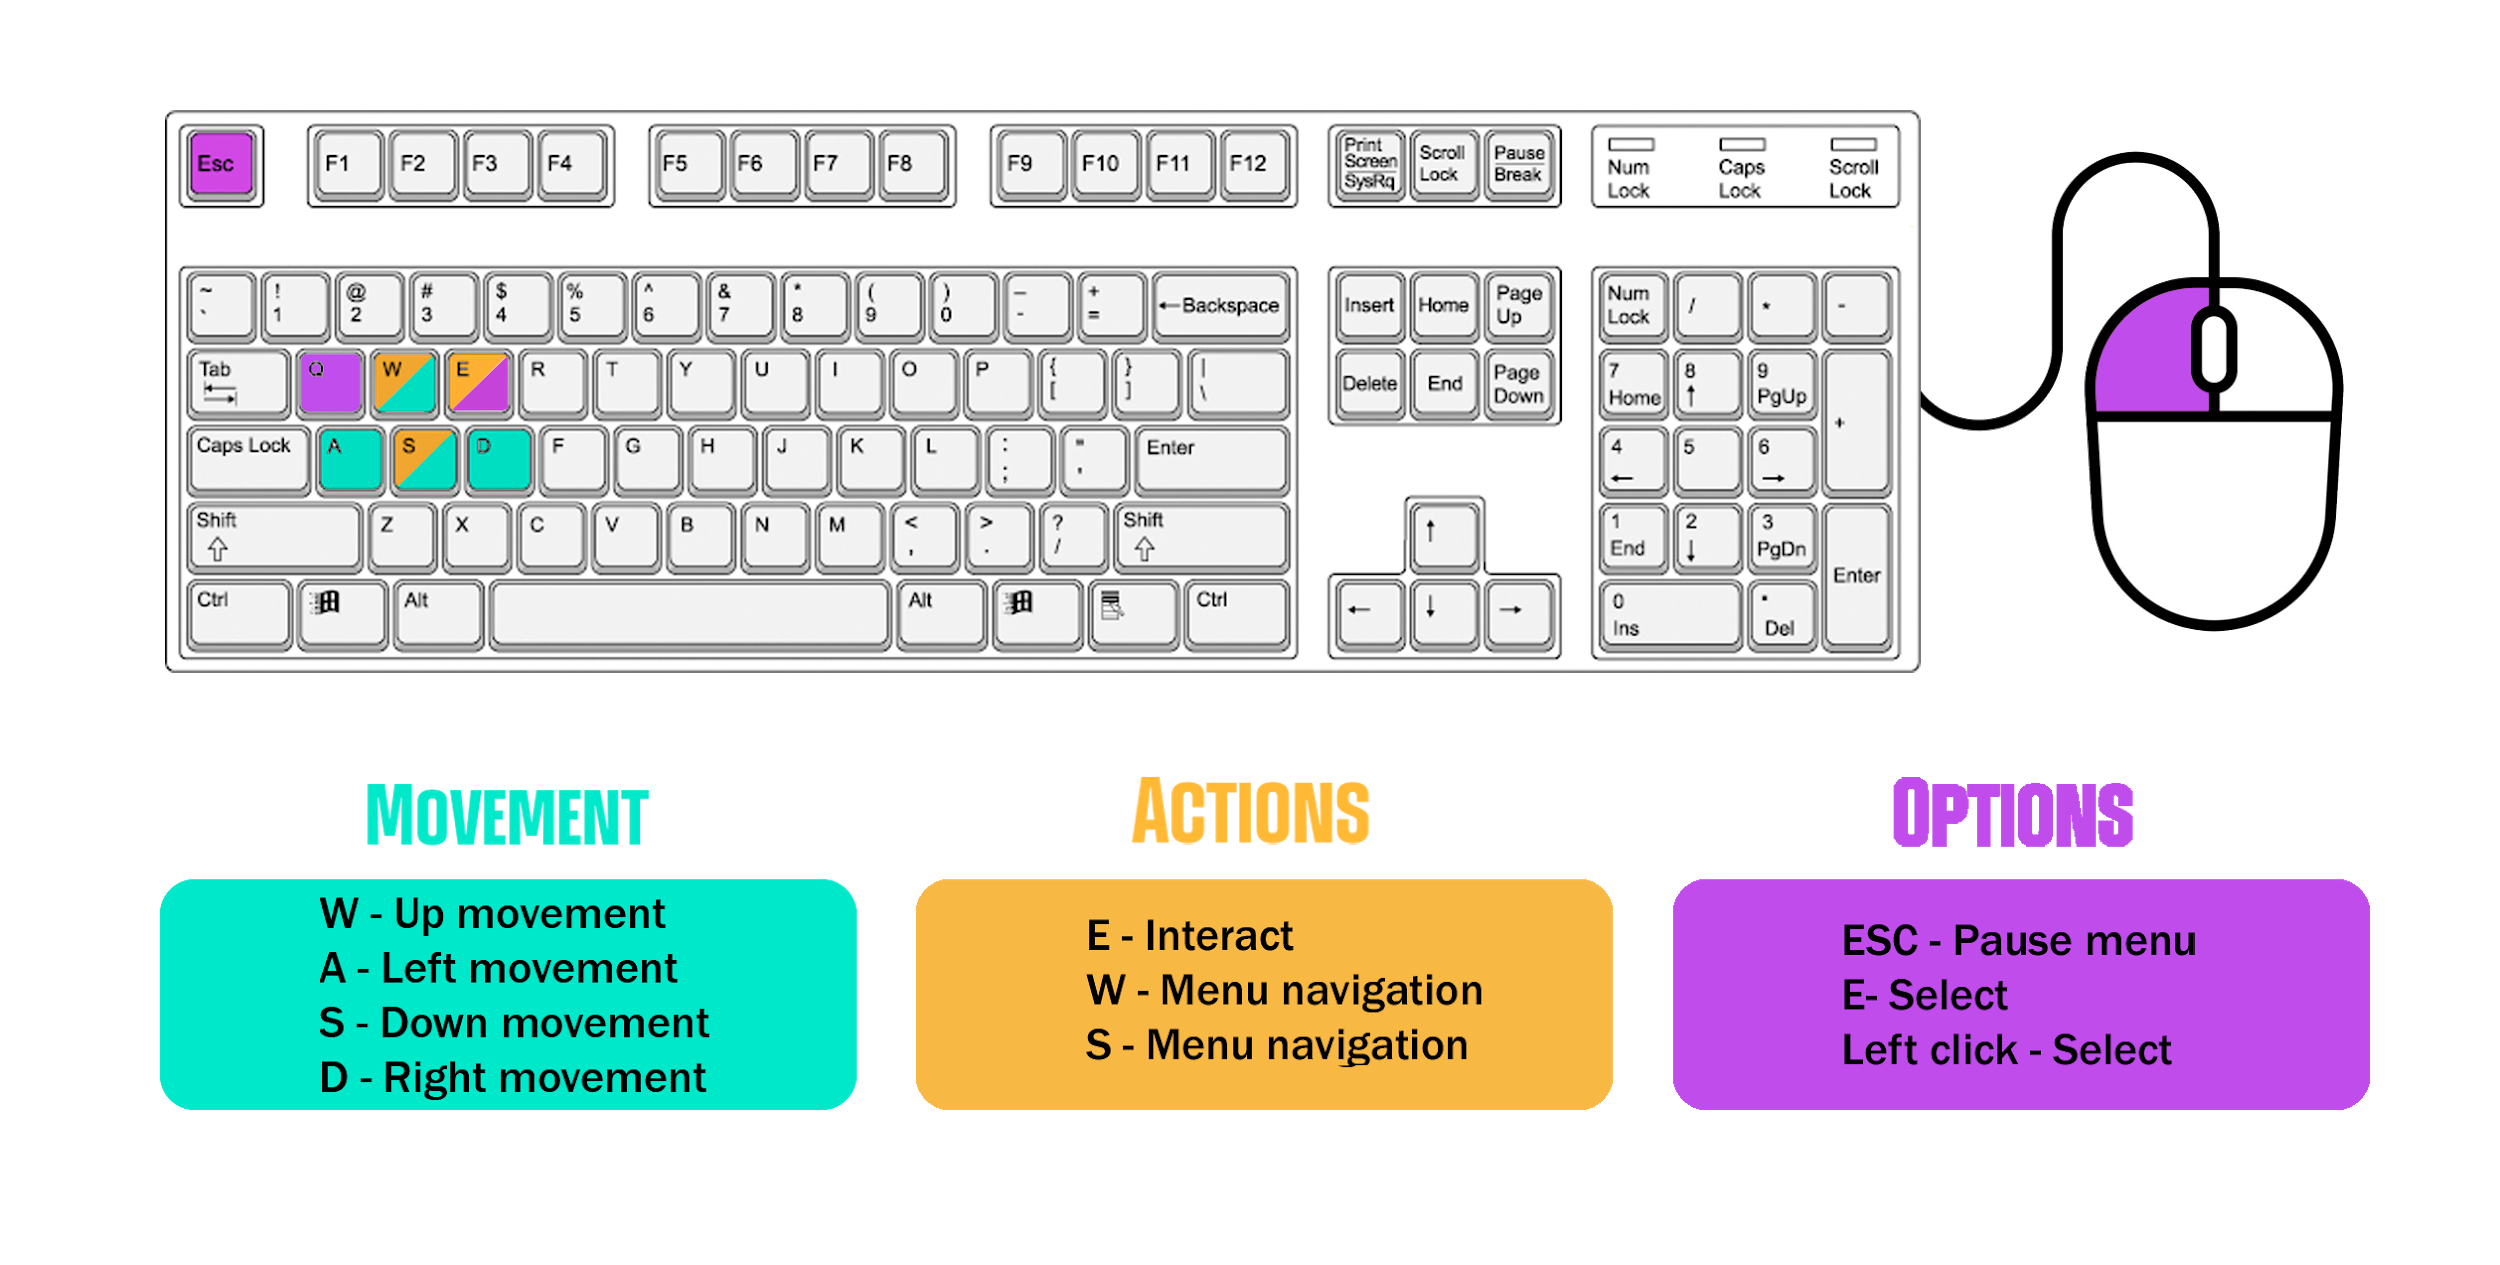 Esc F1 F2 F3 F4 F5 F6 F7 F8 F9 F10 F11 F12
Print
Screen
SysRq
Scroll
Lock
Pause
Break
Num
Lock
Caps
Lock
Scroll
Lock
~ ! @ # $ % ^ & * ( ) _ +
` 1 2 3 4 5 6 7 8 9 0 - = ←Backspace
Insert Home Page
Up
Num
Lock
/ * -
Tab Q W E R T Y U I O P { } |
[ ] \
Delete End Page
Down
7 8 9
Home ↑ PgUp
+
Caps Lock A S D F G H J K L : " Enter
; '
4 5 6
← →
Shift Z X C V B N M < > ? Shift
⇧ , . / ⇧
↑
1 2 3
End ↓ PgDn
Enter
Ctrl Alt Alt Ctrl
← ↓ →
0 .
Ins Del
MOVEMENT
W - Up movement
A - Left movement
S - Down movement
D - Right movement
ACTIONS
E - Interact
W - Menu navigation
S - Menu navigation
OPTIONS
ESC - Pause menu
E- Select
Left click - Select